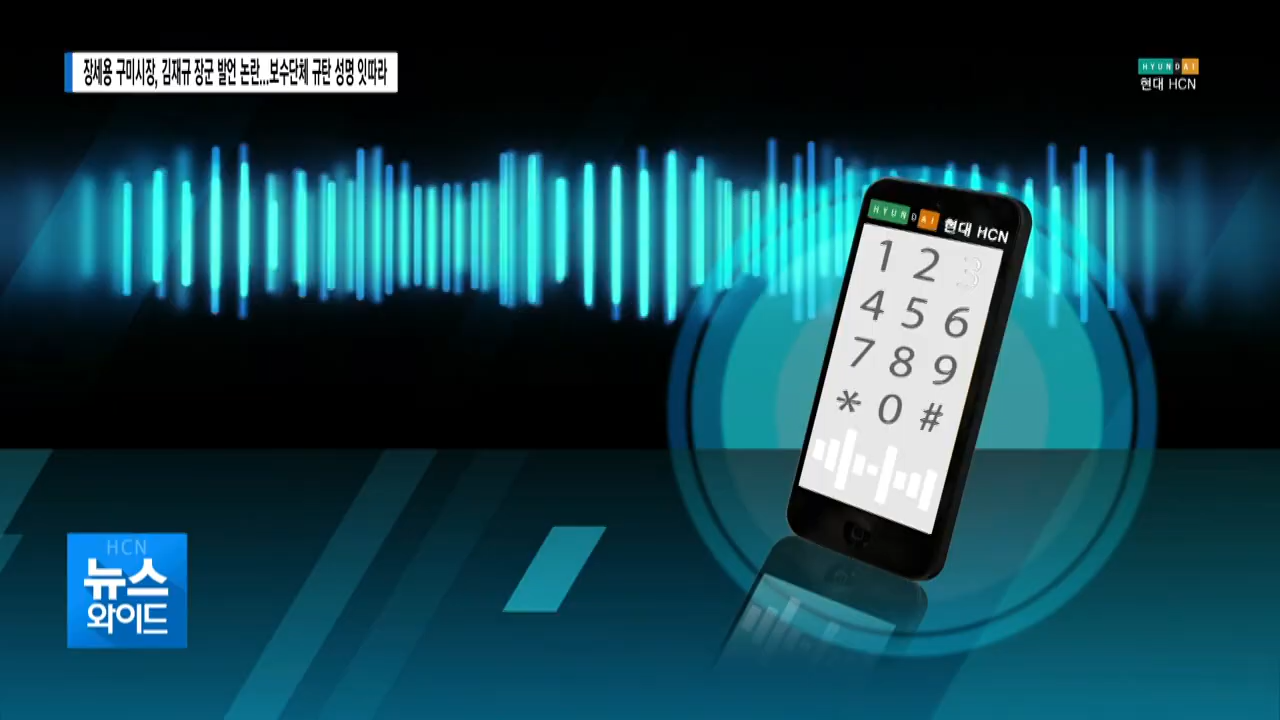 장세용 구미시장, 김재규 장군 발언 논란...보수단체 규탄 성명 잇따라
HYUNDAI
현대 HCN
HYUNDAI 현대 HCN
1 2 3
4 5 6
7 8 9
* 0 #
HCN
뉴스
와이드